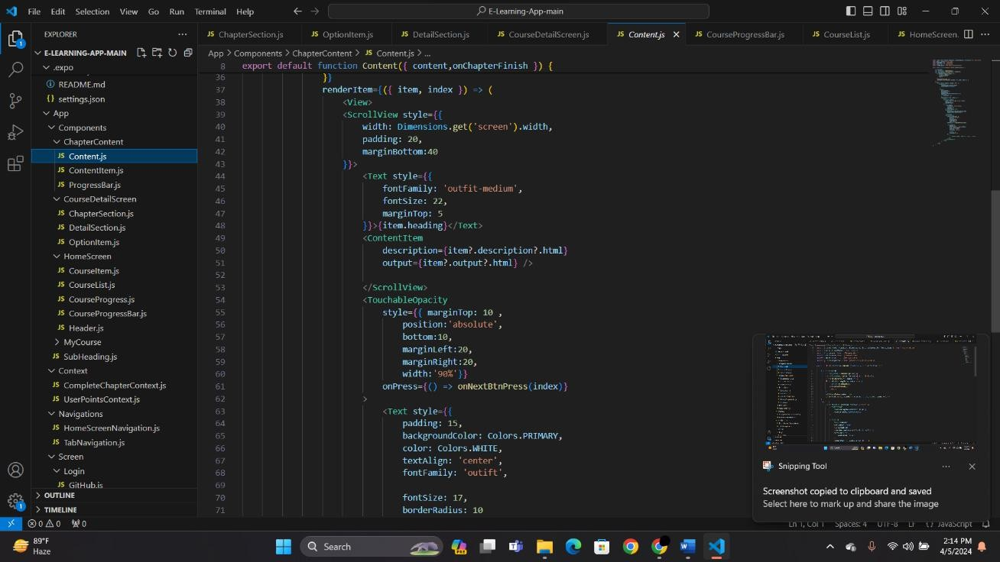 File Edit Selection View Go Run Terminal Help
E-Learning-App-main
EXPLORER
E-LEARNING-APP-MAIN
.expo
README.md
settings.json
App
Components
ChapterContent
Content.js
ContentItem.js
ProgressBar.js
CourseDetailScreen
ChapterSection.js
DetailSection.js
OptionItem.js
HomeScreen
CourseItem.js
CourseList.js
CourseProgress.js
CourseProgressBar.js
Header.js
MyCourse
SubHeading.js
Context
CompleteChapterContext.js
UserPointsContext.js
Navigations
HomeScreenNavigation.js
TabNavigation.js
Screen
Login
GitHub.js
OUTLINE
TIMELINE
JS ChapterSection.js JS OptionItem.js JS DetailSection.js JS CourseDetailScreen.js JS Content.js JS CourseProgressBar.js JS CourseList.js JS HomeScreen.
App > Components > ChapterContent > JS Content.js > ...
8 export default function Content({ content,onChapterFinish }) {
36 }}
37 renderItem={({ item, index }) => (
38 <View>
39 <ScrollView style={{
40 width: Dimensions.get('screen').width,
41 padding: 20,
42 marginBottom:40
43 }}>
44 <Text style={{
45 fontFamily: 'outfit-medium',
46 fontSize: 22,
47 marginTop: 5
48 }}>{item.heading}</Text>
49 <ContentItem
50 description={item?.description?.html}
51 output={item?.output?.html} />
52
53 </ScrollView>
54 <TouchableOpacity
55 style={{ marginTop: 10 ,
56 position:'absolute',
57 bottom:10,
58 marginLeft:20,
59 marginRight:20,
60 width:'90%'}}
61 onPress={() => onNextBtnPress(index)}
62 >
63 <Text style={{
64 padding: 15,
65 backgroundColor: Colors.PRIMARY,
66 color: Colors.WHITE,
67 textAlign: 'center',
68 fontFamily: 'outift',
69
70 fontSize: 17,
71 borderRadius: 10
Snipping Tool
Screenshot copied to clipboard and saved
Select here to mark up and share the image
0 0 0 Ln 1, Col 1 Spaces: 4 UTF-8 LF {} JavaScript
89°F
Haze
Search
2:14 PM
4/5/2024